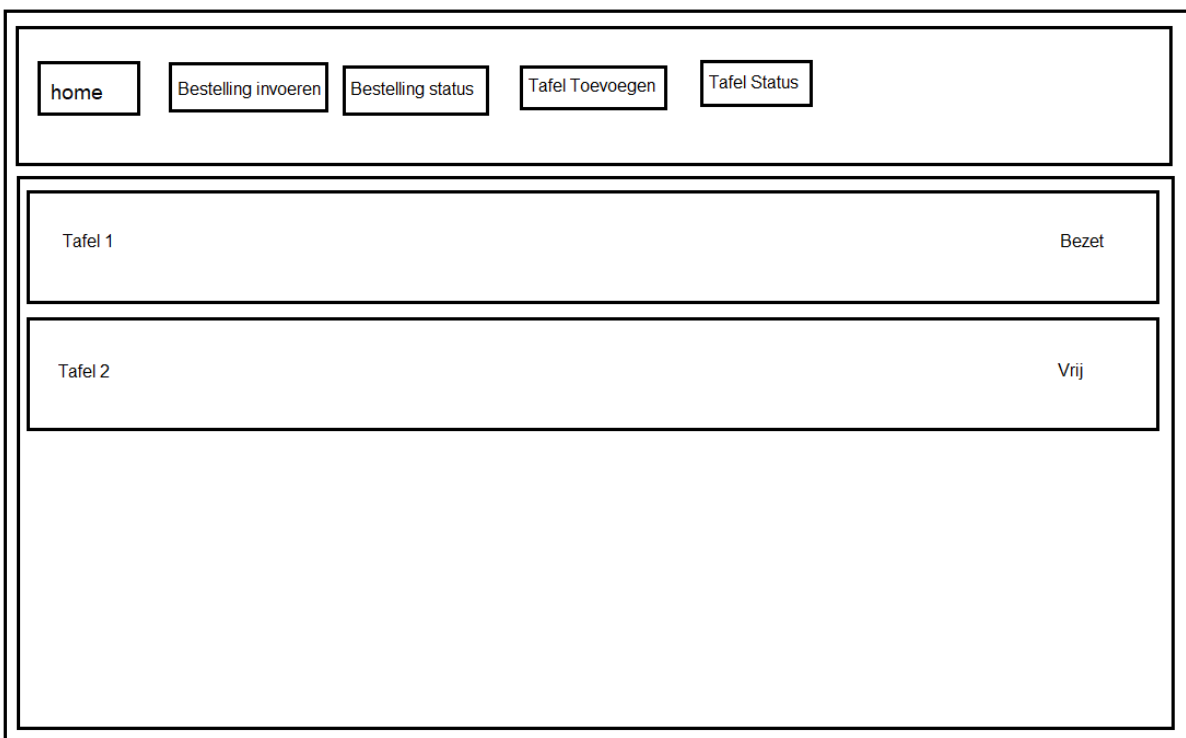 home
Bestelling invoeren
Bestelling status
Tafel Toevoegen
Tafel Status
Tafel 1
Bezet
Tafel 2
Vrij